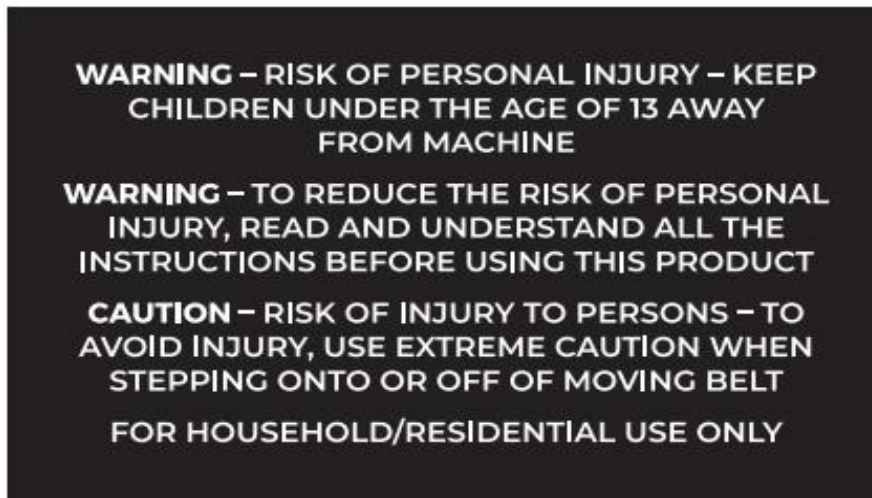 WARNING – RISK OF PERSONAL INJURY – KEEP
CHILDREN UNDER THE AGE OF 13 AWAY
FROM MACHINE
WARNING – TO REDUCE THE RISK OF PERSONAL
INJURY, READ AND UNDERSTAND ALL THE
INSTRUCTIONS BEFORE USING THIS PRODUCT
CAUTION – RISK OF INJURY TO PERSONS – TO
AVOID INJURY, USE EXTREME CAUTION WHEN
STEPPING ONTO OR OFF OF MOVING BELT
FOR HOUSEHOLD/RESIDENTIAL USE ONLY